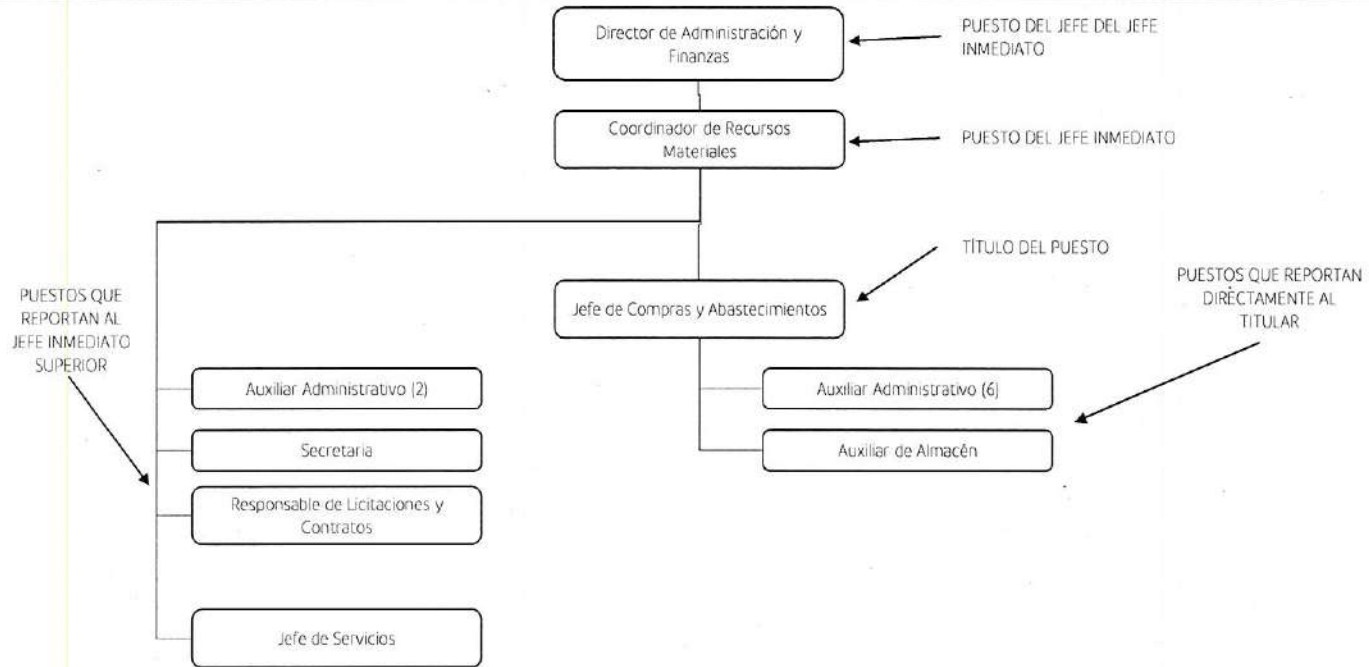 Director de Administración y
Finanzas
PUESTO DEL JEFE DEL JEFE
INMEDIATO
Coordinador de Recursos
Materiales
PUESTO DEL JEFE INMEDIATO
TÍTULO DEL PUESTO
Jefe de Compras y Abastecimientos
PUESTOS QUE REPORTAN
DIRECTAMENTE AL
TITULAR
PUESTOS QUE
REPORTAN AL
JEFE INMEDIATO
SUPERIOR
Auxiliar Administrativo (2)
Secretaria
Responsable de Licitaciones y
Contratos
Jefe de Servicios
Auxiliar Administrativo (6)
Auxiliar de Almacén